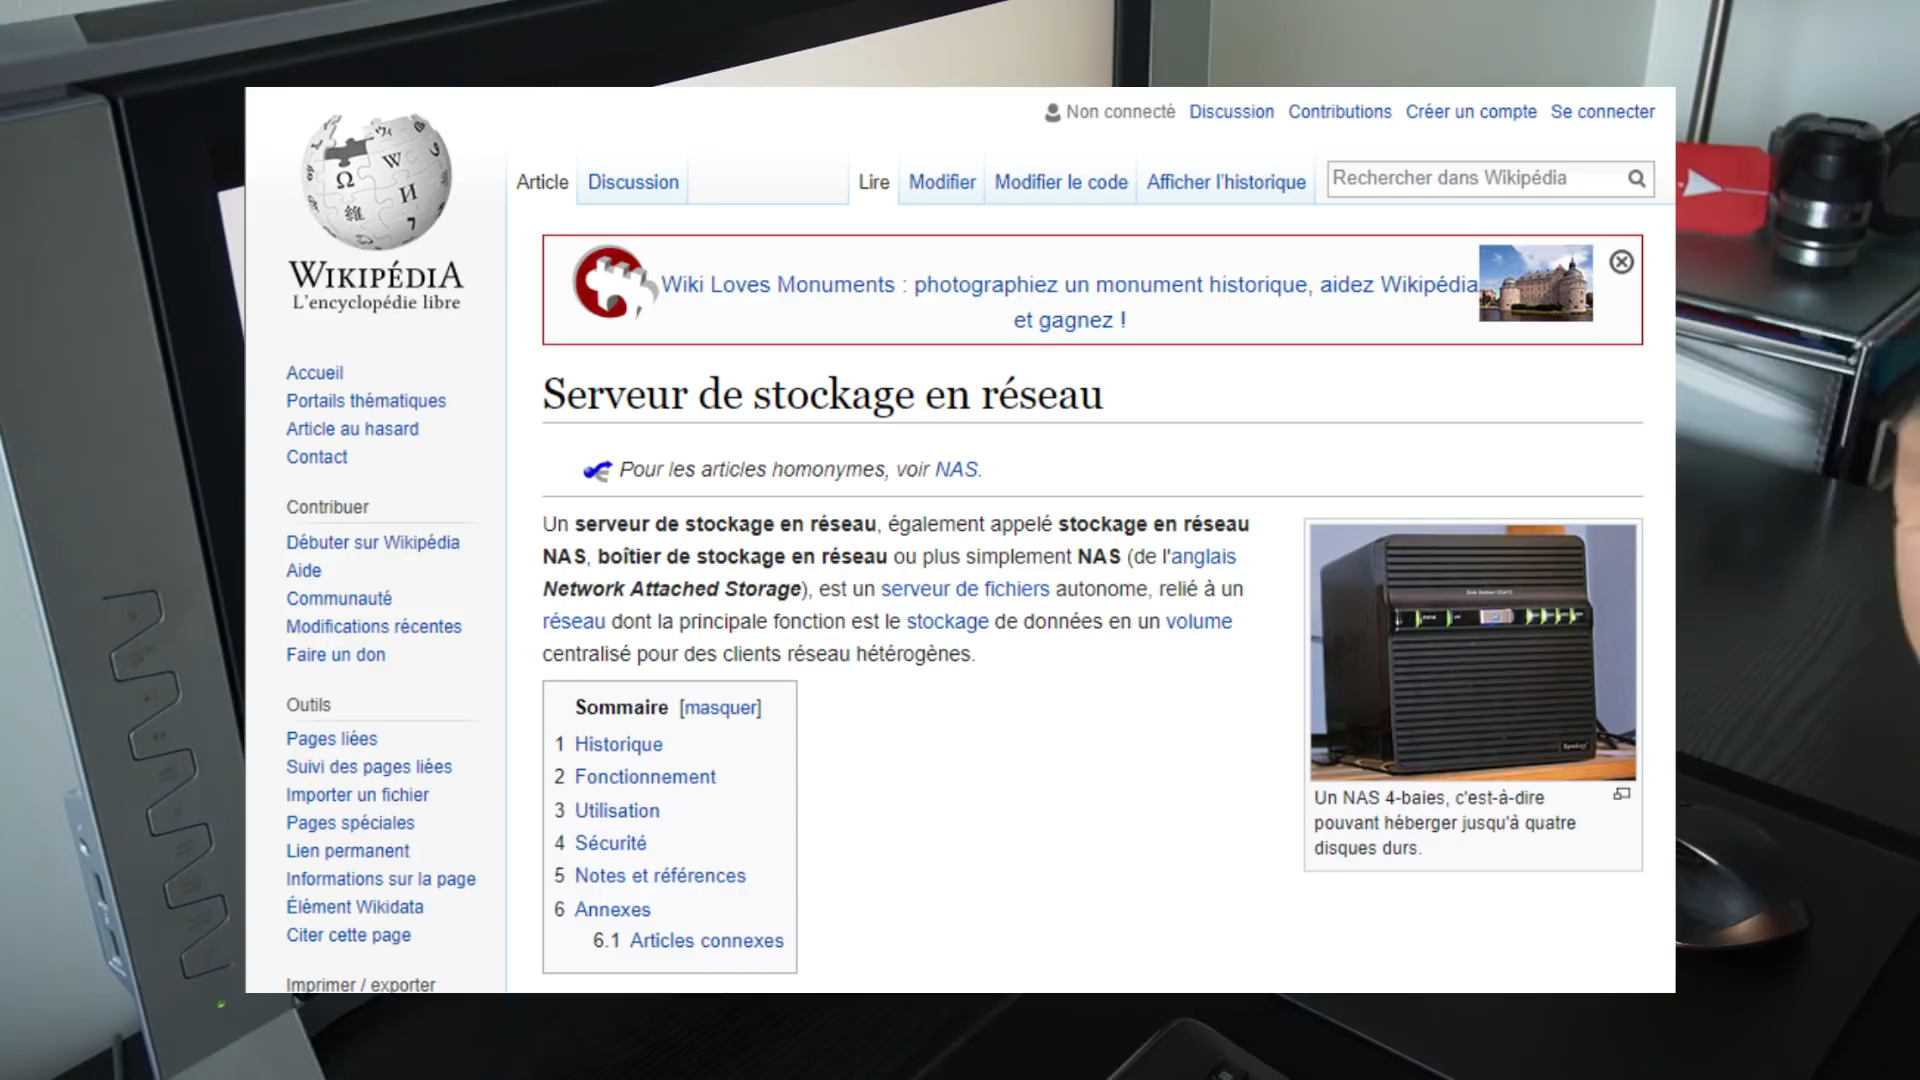 Non connecté Discussion Contributions Créer un compte Se connecter
Article Discussion Lire Modifier Modifier le code Afficher l'historique Rechercher dans Wikipédia
WIKIPÉDIA
L'encyclopédie libre
Accueil
Portails thématiques
Article au hasard
Contact
Contribuer
Débuter sur Wikipédia
Aide
Communauté
Modifications récentes
Faire un don
Outils
Pages liées
Suivi des pages liées
Importer un fichier
Pages spéciales
Lien permanent
Informations sur la page
Élément Wikidata
Citer cette page
Imprimer / exporter
Wiki Loves Monuments : photographiez un monument historique, aidez Wikipédia
et gagnez !
Serveur de stockage en réseau
Pour les articles homonymes, voir NAS.
Un serveur de stockage en réseau, également appelé stockage en réseau
NAS, boîtier de stockage en réseau ou plus simplement NAS (de l'anglais
Network Attached Storage), est un serveur de fichiers autonome, relié à un
réseau dont la principale fonction est le stockage de données en un volume
centralisé pour des clients réseau hétérogènes.
Sommaire [masquer]
1 Historique
2 Fonctionnement
3 Utilisation
4 Sécurité
5 Notes et références
6 Annexes
6.1 Articles connexes
Un NAS 4-baies, c'est-à-dire
pouvant héberger jusqu'à quatre
disques durs.